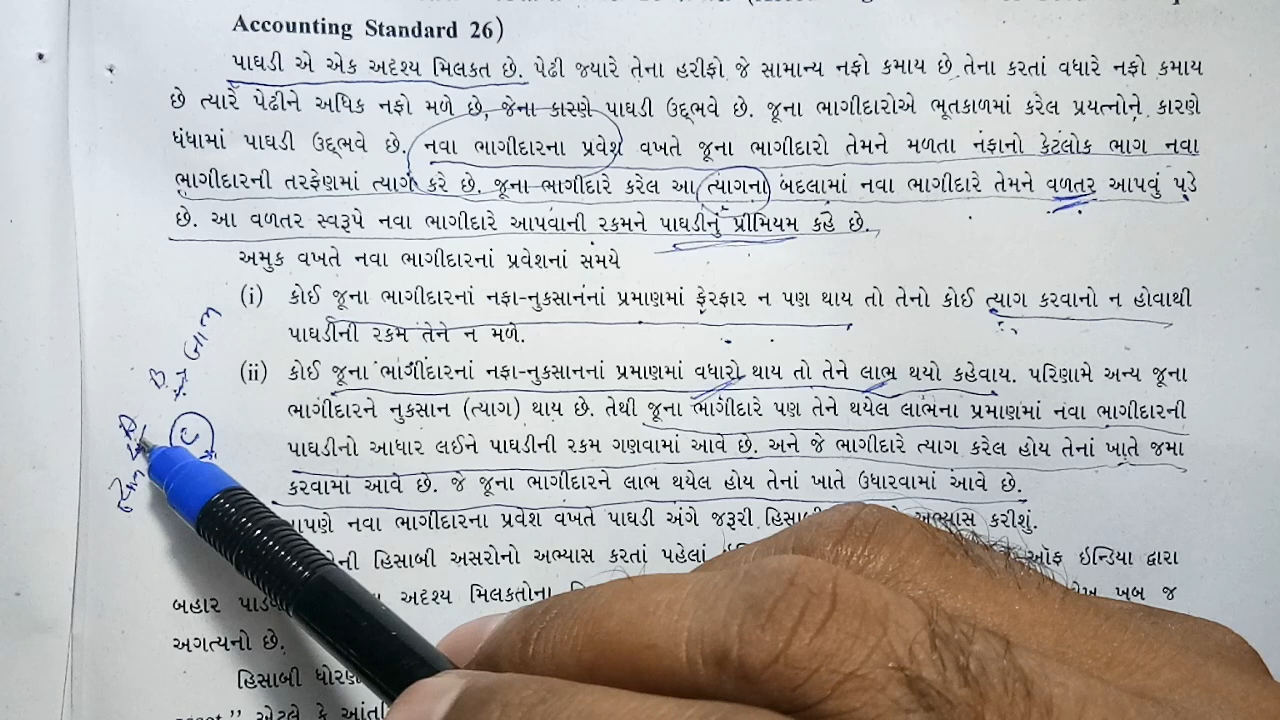 Accounting Standard 26)
પાઘડી એ એક અદૃશ્ય મિલકત છે. પેઢી જ્યારે તેના હરીફો જે સામાન્ય નફો કમાય છે તેના કરતાં વધારે નફો કમાય
છે ત્યારે પેઢીને અધિક નફો મળે છે, જેના કારણે પાઘડી ઉદ્ભવે છે. જૂના ભાગીદારોએ ભૂતકાળમાં કરેલ પ્રયત્નોને કારણે
ધંધામાં પાઘડી ઉદ્ભવે છે. નવા ભાગીદારના પ્રવેશ વખતે જૂના ભાગીદારો તેમને મળતા નફાનો કેટલોક ભાગ નવા
ભાગીદારની તરફેણમાં ત્યાગ કરે છે. જૂના ભાગીદારે કરેલ આ ત્યાગના બદલામાં નવા ભાગીદારે તેમને વળતર આપવું પડે
છે. આ વળતર સ્વરૂપે નવા ભાગીદારે આપવાની રકમને પાઘડીનું પ્રીમિયમ કહે છે.
અમુક વખતે નવા ભાગીદારનાં પ્રવેશનાં સમયે
(i) કોઈ જૂના ભાગીદારનાં નફા-નુકસાનનાં પ્રમાણમાં ફેરફાર ન પણ થાય તો તેનો કોઈ ત્યાગ કરવાનો ન હોવાથી
પાઘડીની રકમ તેને ન મળે.
(ii) કોઈ જૂના ભાગીદારનાં નફા-નુકસાનનાં પ્રમાણમાં વધારો થાય તો તેને લાભ થયો કહેવાય. પરિણામે અન્ય જૂના
ભાગીદારને નુકસાન (ત્યાગ) થાય છે. તેથી જૂના ભાગીદારે પણ તેને થયેલ લાભના પ્રમાણમાં નવા ભાગીદારની
પાઘડીનો આધાર લઈને પાઘડીની રકમ ગણવામાં આવે છે. અને જે ભાગીદારે ત્યાગ કરેલ હોય તેનાં ખાતે જમા
કરવામાં આવે છે. જે જૂના ભાગીદારને લાભ થયેલ હોય તેનાં ખાતે ઉધારવામાં આવે છે.
નવા ભાગીદારના પ્રવેશ વખતે પાઘડી અંગે જરૂરી હિસાબી અભ્યાસ કરીશું.
હિસાબી અસરોનો અભ્યાસ કરતાં પહેલાં ઑફ ઇન્ડિયા દ્વારા
બહાર અદૃશ્ય મિલકતોના જ
અગત્યનો છે.
હિસાબી ધોરણ
એટલે કે
B
લાભ
C